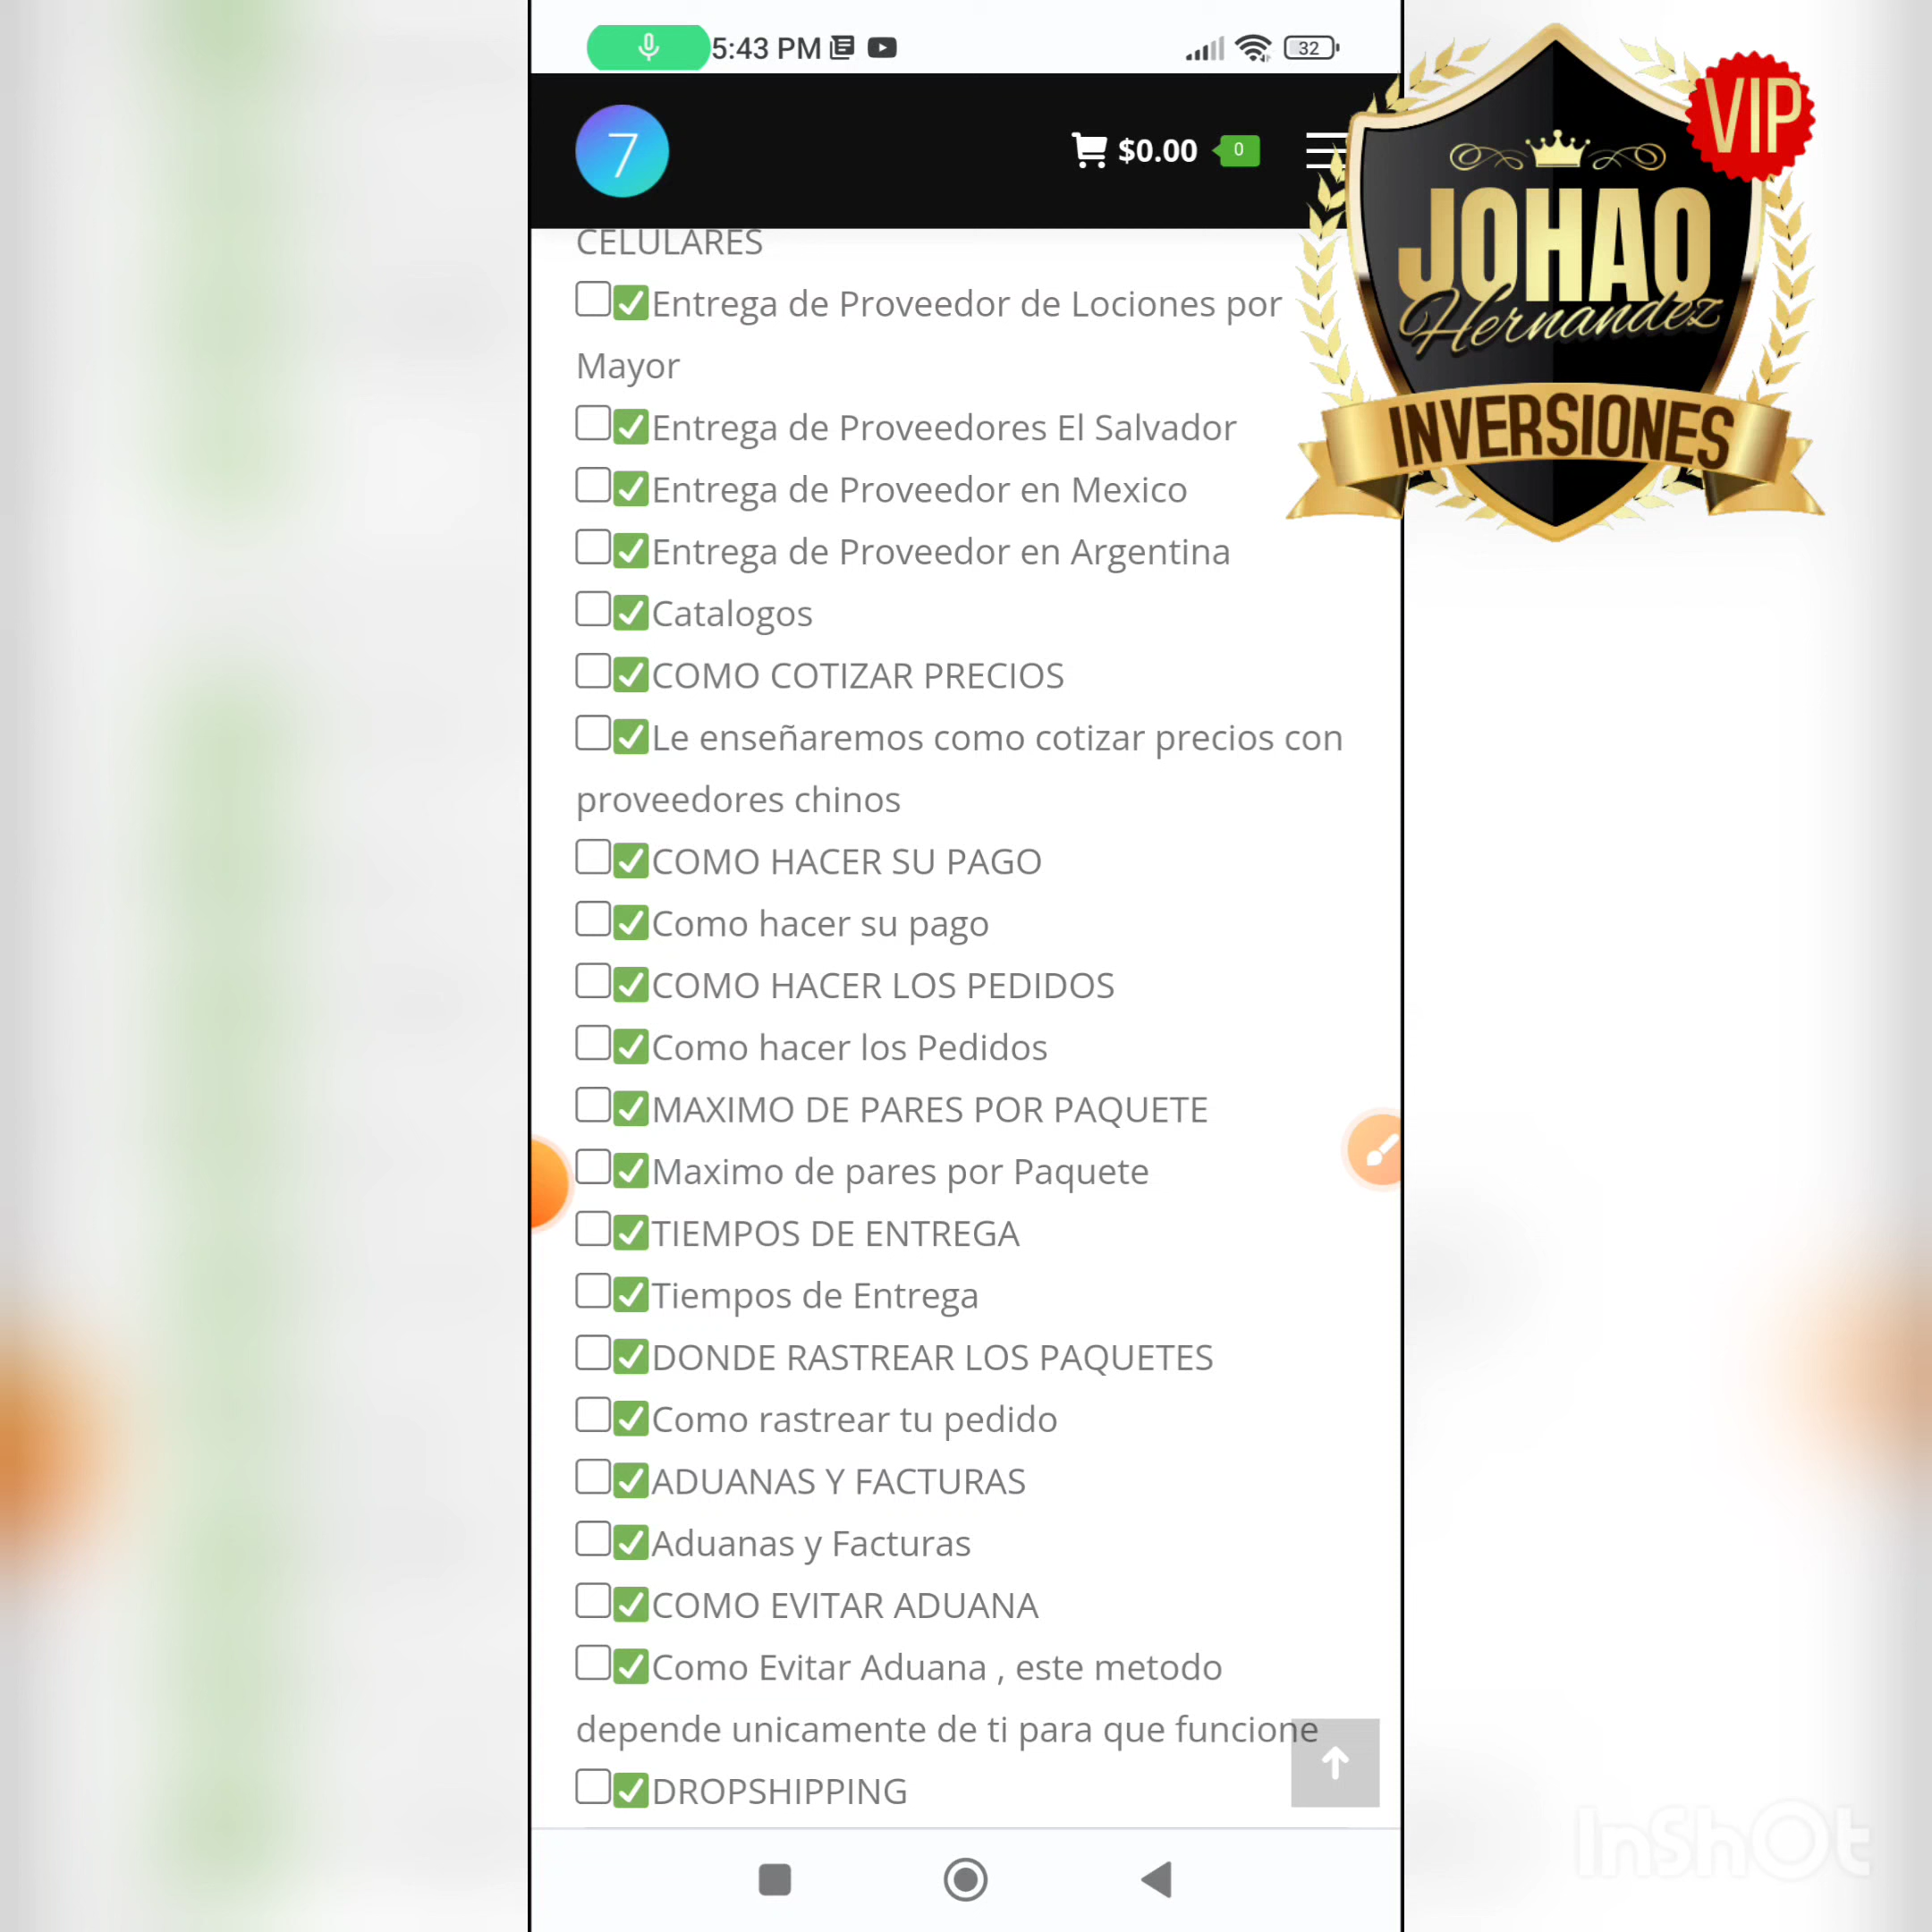 5:43 PM
32
7
$0.00
0
CELULARES
✅Entrega de Proveedor de Lociones por
Mayor
✅Entrega de Proveedores El Salvador
✅Entrega de Proveedor en Mexico
✅Entrega de Proveedor en Argentina
✅Catalogos
✅COMO COTIZAR PRECIOS
✅Le enseñaremos como cotizar precios con
proveedores chinos
✅COMO HACER SU PAGO
✅Como hacer su pago
✅COMO HACER LOS PEDIDOS
✅Como hacer los Pedidos
✅MAXIMO DE PARES POR PAQUETE
✅Maximo de pares por Paquete
✅TIEMPOS DE ENTREGA
✅Tiempos de Entrega
✅DONDE RASTREAR LOS PAQUETES
✅Como rastrear tu pedido
✅ADUANAS Y FACTURAS
✅Aduanas y Facturas
✅COMO EVITAR ADUANA
✅Como Evitar Aduana , este metodo
depende unicamente de ti para que funcione
✅DROPSHIPPING
VIP
JOHAO
Hernandez
INVERSIONES
InShOt